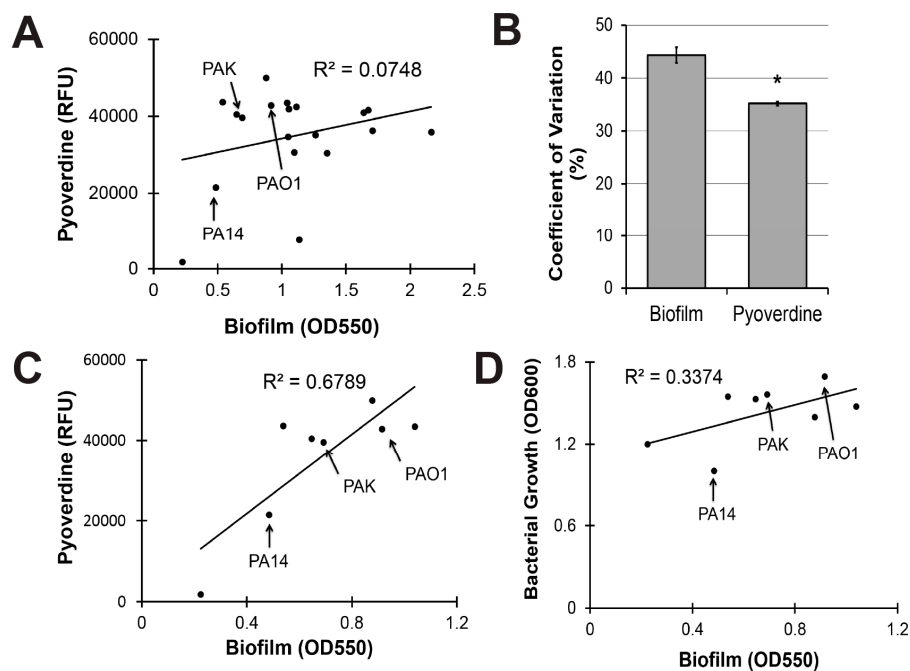 A
Pyoverdine (RFU)
60000
40000
20000
0
R² = 0.0748
PAK
PAO1
PA14
0 0.5 1 1.5 2 2.5
Biofilm (OD550)
B
Coefficient of Variation
(%)
50
40
30
20
10
0
*
Biofilm Pyoverdine
C
Pyoverdine (RFU)
60000
40000
20000
0
R² = 0.6789
PAK
PAO1
PA14
0 0.4 0.8 1.2
Biofilm (OD550)
D
Bacterial Growth (OD600)
1.8
1.2
0.6
0
R² = 0.3374
PAK
PAO1
PA14
0 0.4 0.8 1.2
Biofilm (OD550)